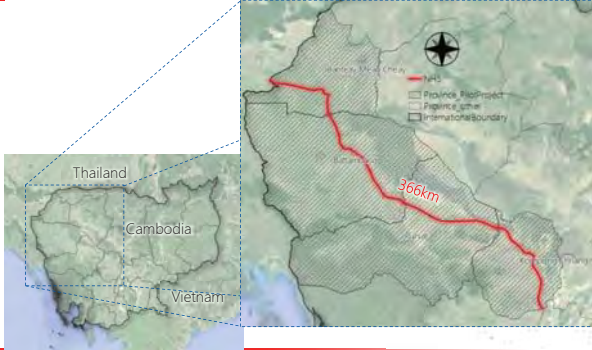 Thailand
Cambodia
Vietnam
NH5
Province_PilotProject
Province_other
InternationalBoundary
366km